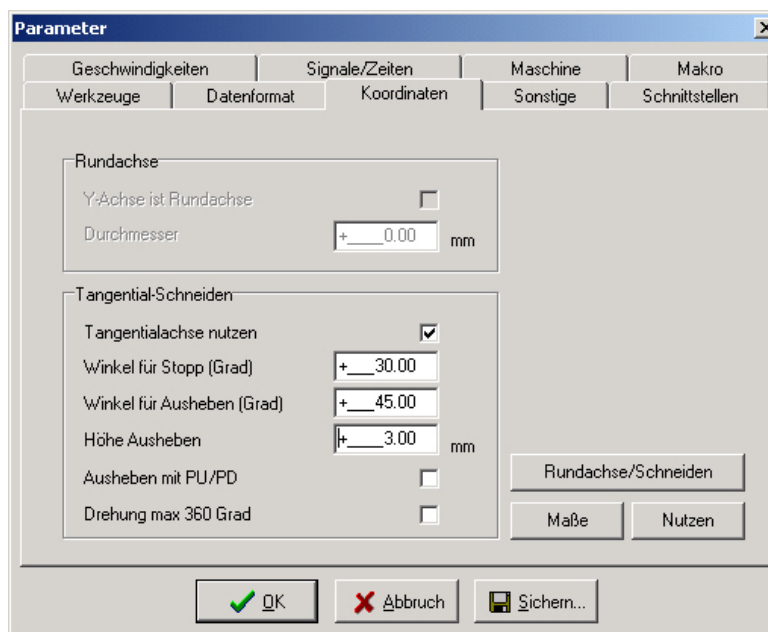 Parameter
Geschwindigkeiten Signale/Zeiten Maschine Makro
Werkzeuge Datenformat Koordinaten Sonstige Schnittstellen
Rundachse
Y-Achse ist Rundachse
Durchmesser +____0.00 mm
Tangential-Schneiden
Tangentialachse nutzen
Winkel für Stopp (Grad) +___30.00
Winkel für Ausheben (Grad) +___45.00
Höhe Ausheben +____3.00 mm
Ausheben mit PU/PD
Rundachse/Schneiden
Drehung max 360 Grad
Maße Nutzen
OK Abbruch Sichern...